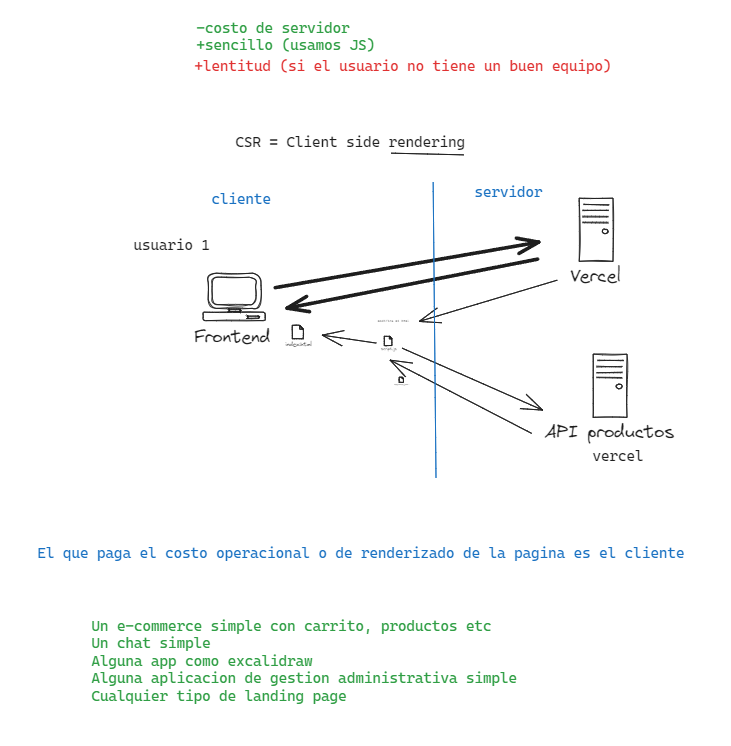 -costo de servidor
+sencillo (usamos JS)
+lentitud (si el usuario no tiene un buen equipo)
CSR = Client side rendering
cliente
servidor
usuario 1
Vercel
Frontend
index.html
script.js
API productos
vercel
El que paga el costo operacional o de renderizado de la pagina es el cliente
Un e-commerce simple con carrito, productos etc
Un chat simple
Alguna app como excalidraw
Alguna aplicacion de gestion administrativa simple
Cualquier tipo de landing page